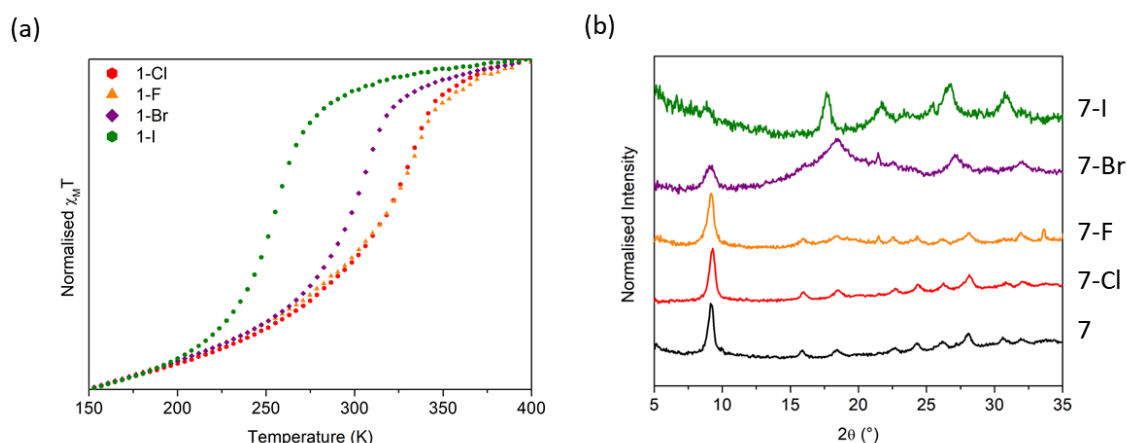 (a)
1-Cl
1-F
1-Br
1-I
Normalised χMT
150 200 250 300 350 400
Temperature (K)
(b)
7-I
7-Br
7-F
7-Cl
7
Normalised Intensity
5 10 15 20 25 30 35
2θ (°)